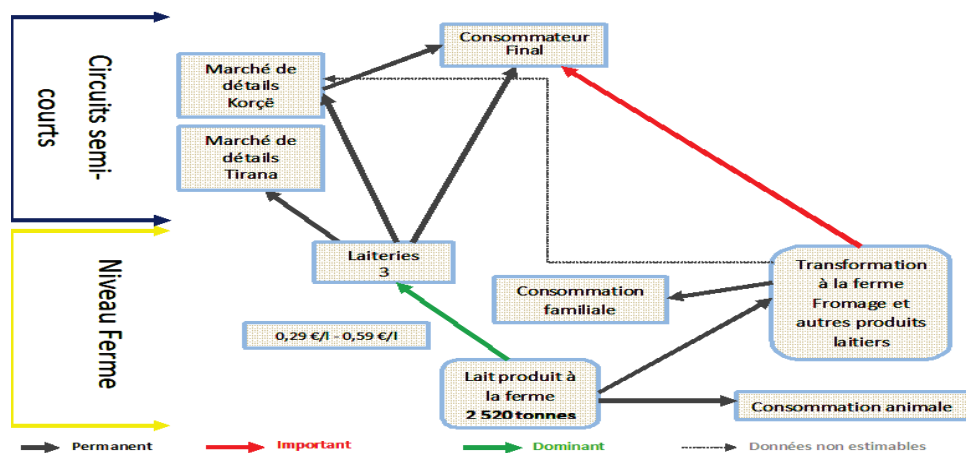 Circuits semi-
courts
Niveau Ferme
Consommateur
Final
Marché de
détails
Korçë
Marché de
détails
Tirana
Laiteries
3
Consommation
familiale
Transformation
à la ferme
Fromage et
autres produits
laitiers
0,29 €/l - 0,59 €/l
Lait produit à
la ferme
2 520 tonnes
Consommation animale
Permanent
Important
Dominant
Données non estimables